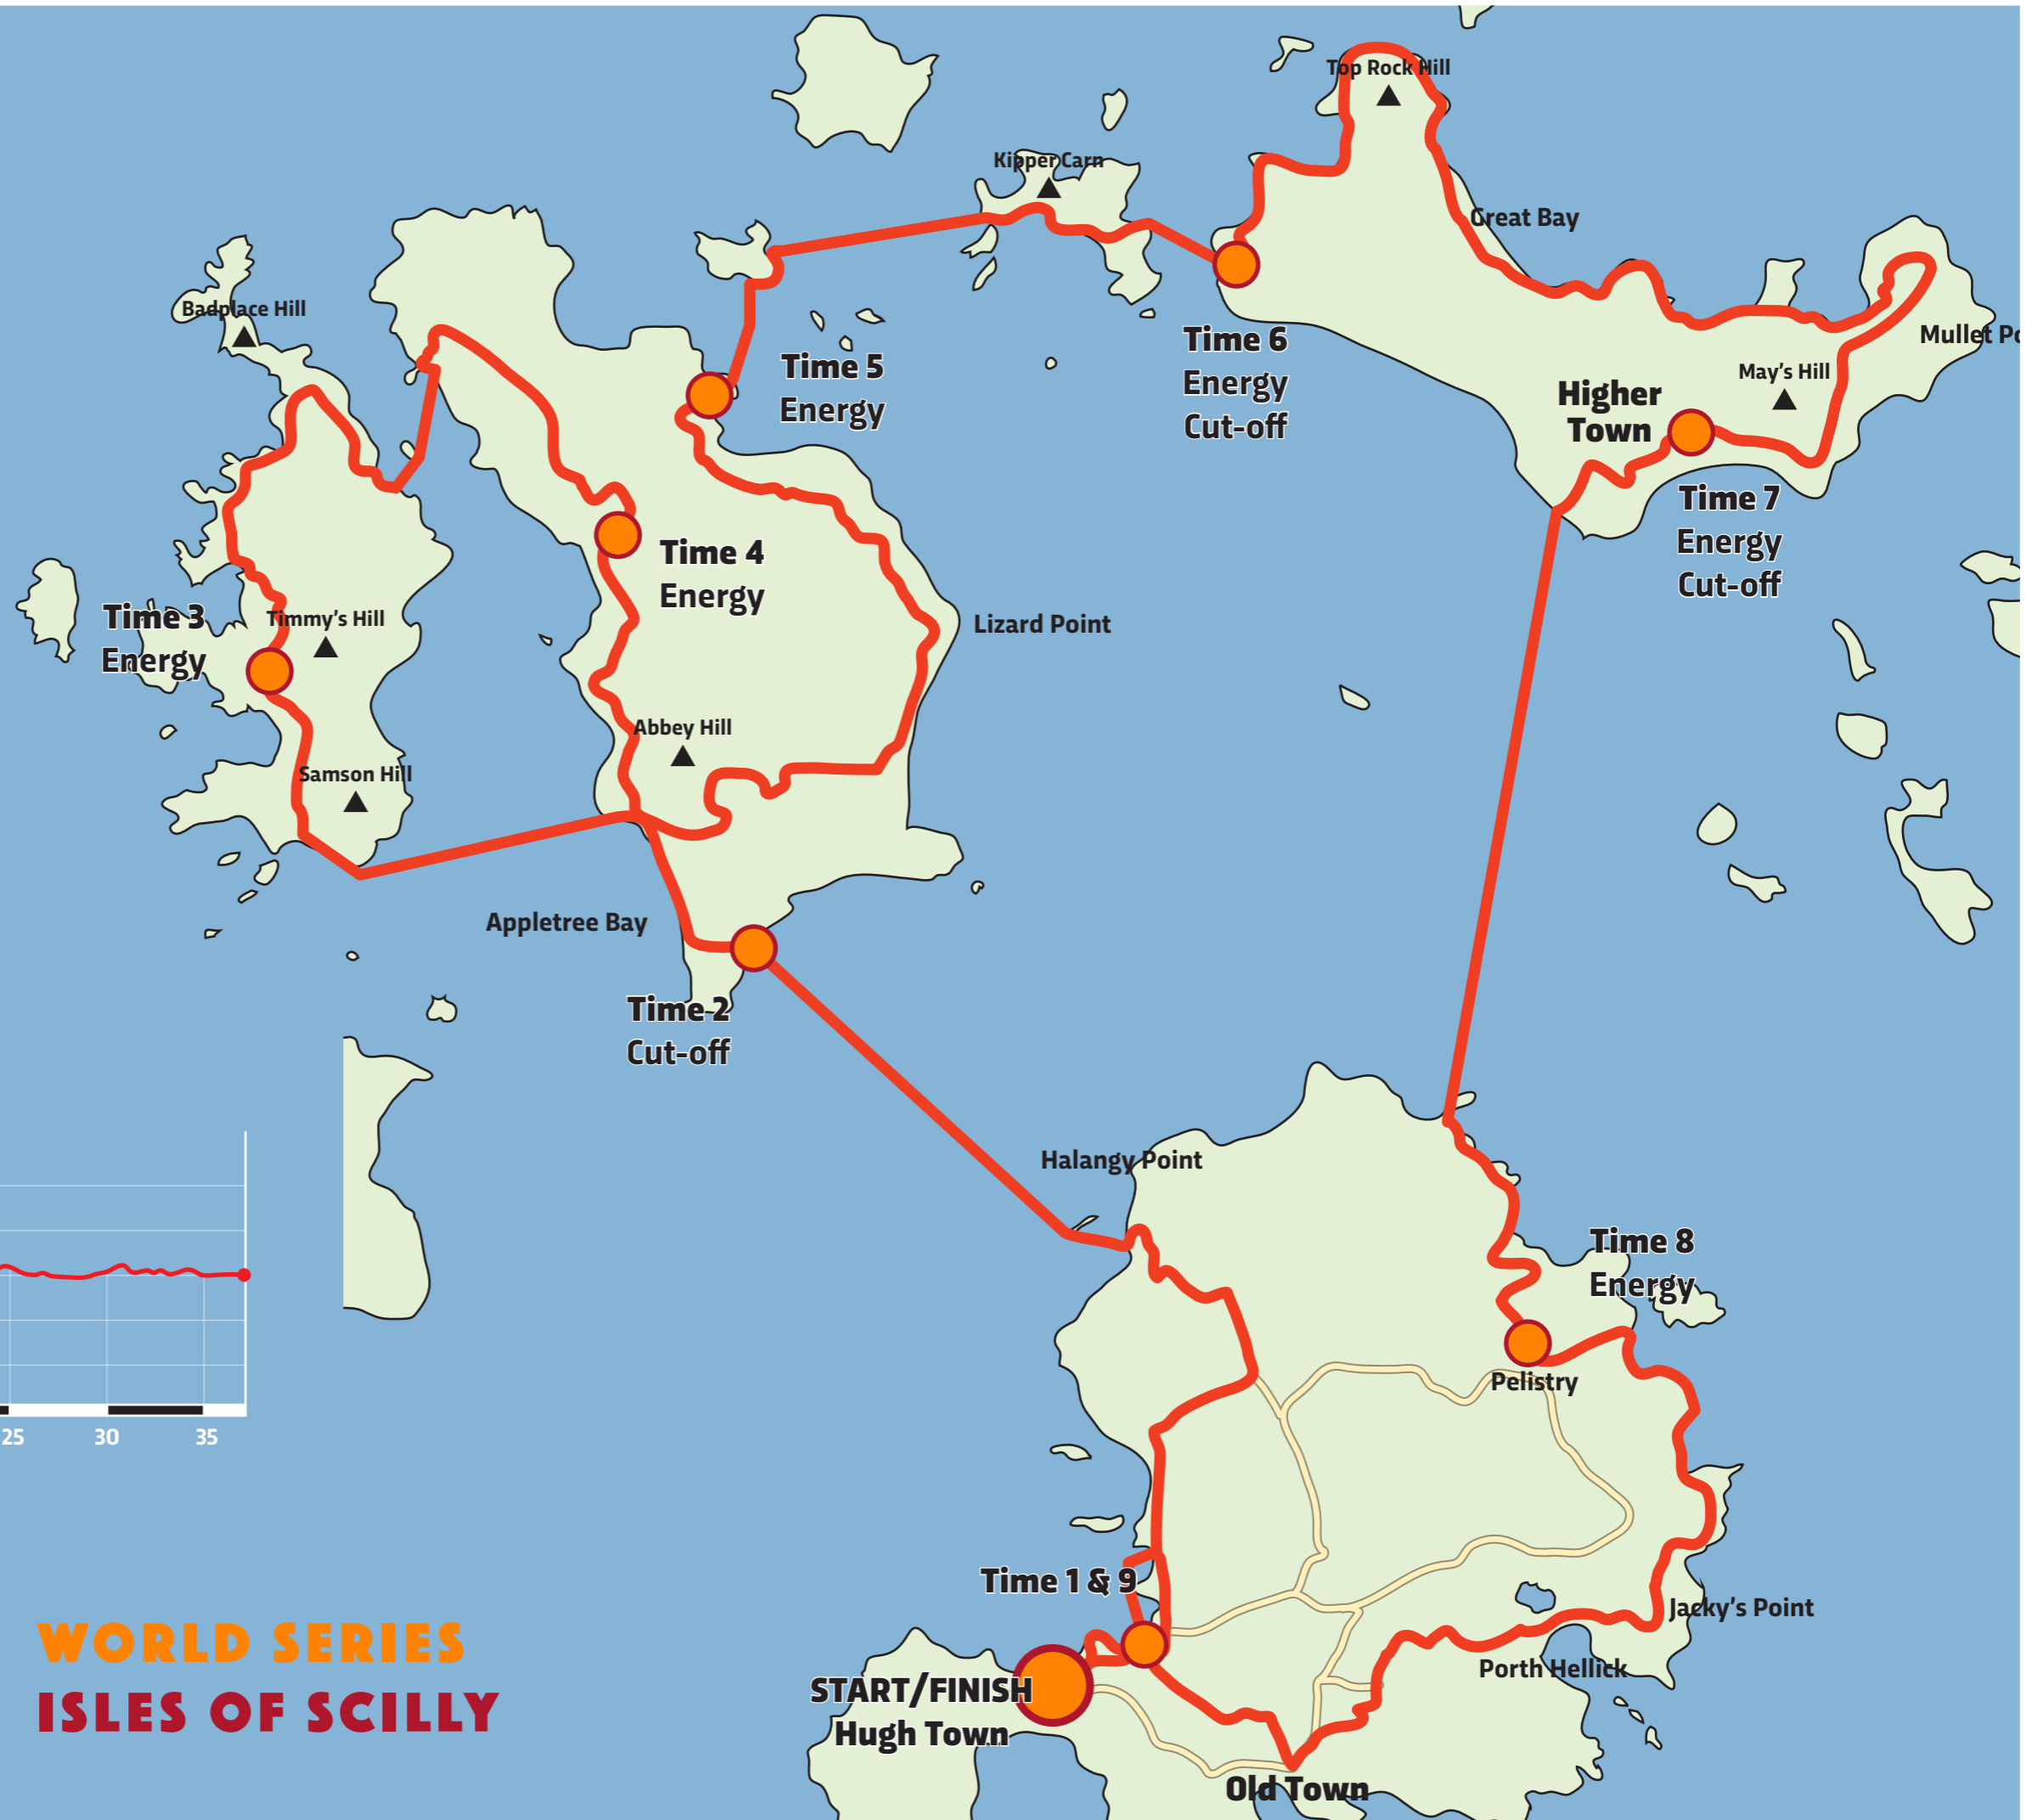 Top Rock Hill
Kipper Carn
Great Bay
Badplace Hill
Mullet Po
Time 5
Energy
Time 6
Energy
Cut-off
May's Hill
Higher
Town
Time 7
Energy
Cut-off
Time 4
Energy
Time 3
Energy
Timmy's Hill
Lizard Point
Abbey Hill
Samson Hill
Appletree Bay
Time 2
Cut-off
Halangy Point
Time 8
Energy
Pelistry
25
30
35
Time 1 & 9
Jacky's Point
Porth Hellick
START/FINISH
Hugh Town
Old Town
WORLD SERIES
ISLES OF SCILLY